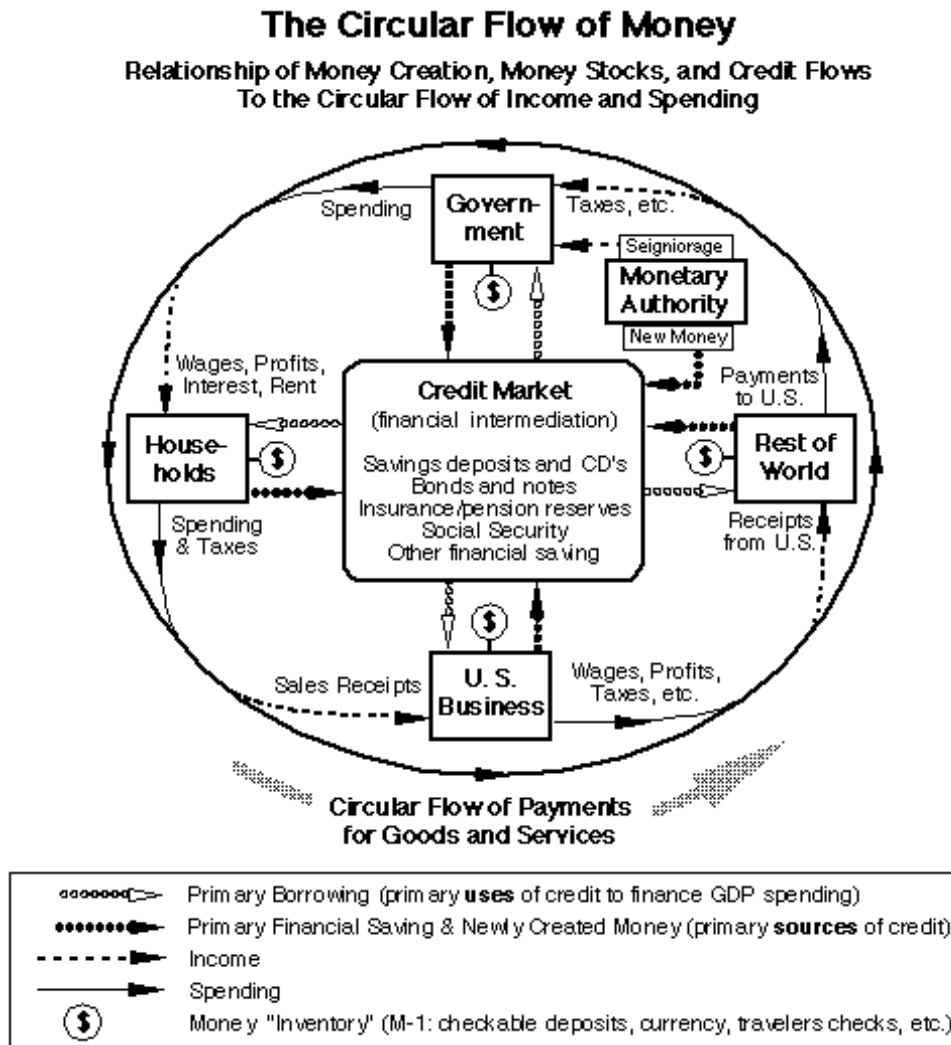 The Circular Flow of Money
Relationship of Money Creation, Money Stocks, and Credit Flows
To the Circular Flow of Income and Spending
Spending
Govern-
ment
Taxes, etc.
Seigniorage
Monetary
Authority
New Money
$
Wages, Profits,
Interest, Rent
Payments
to U.S.
Credit Market
(financial intermediation)
Savings deposits and CD's
Bonds and notes
Insurance/pension reserves
Social Security
Other financial saving
House-
holds
$
$
Rest of
World
Spending
& Taxes
Receipts
from U.S.
$
Sales Receipts
U. S.
Business
Wages, Profits,
Taxes, etc.
Circular Flow of Payments
for Goods and Services
Primary Borrowing (primary uses of credit to finance GDP spending)
Primary Financial Saving & Newly Created Money (primary sources of credit)
Income
Spending
$ Money "Inventory" (M-1: checkable deposits, currency, travelers checks, etc.)